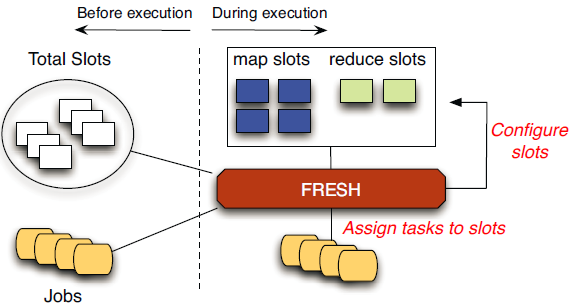 Before execution
During execution
Total Slots
map slots
reduce slots
Configure
slots
FRESH
Assign tasks to slots
Jobs